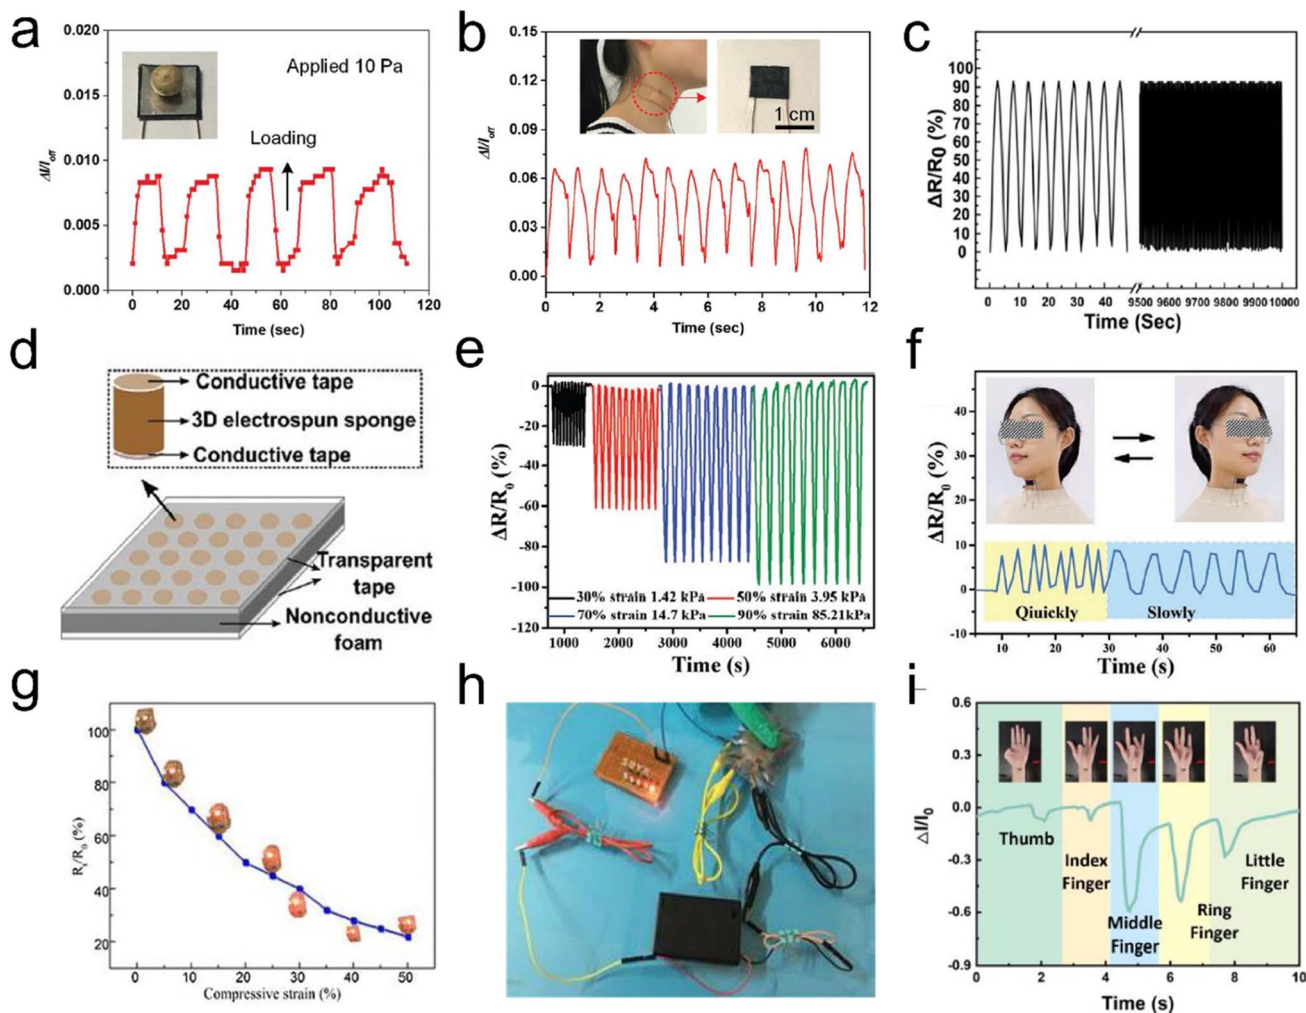 a
0.020
0.015
0.010
0.005
0.000
ΔI/I_off
Applied 10 Pa
Loading
0 20 40 60 80 100 120
Time (sec)
b
0.15
0.12
0.09
0.06
0.03
0.00
ΔI/I_off
1 cm
0 2 4 6 8 10 12
Time (sec)
c
100
90
80
70
60
50
40
30
20
10
0
ΔR/R0 (%)
0 10 20 30 40 9500 9600 9700 9800 9900 10000
Time (Sec)
d
Conductive tape
3D electrospun sponge
Conductive tape
Transparent
tape
Nonconductive
foam
e
0
-20
-40
-60
-80
-100
-120
ΔR/R₀ (%)
30% strain 1.42 kPa 50% strain 3.95 kPa
70% strain 14.7 kPa 90% strain 85.21kPa
1000 2000 3000 4000 5000 6000
Time (s)
f
50
40
30
20
10
0
-10
ΔR/R₀ (%)
Qiuickly Slowly
10 20 30 40 50 60
Time (s)
g
100
80
60
40
20
Rₜ/R₀ (%)
0 10 20 30 40 50
Compressive strain (%)
h
i
0.6
0.3
0.0
-0.3
-0.6
-0.9
ΔI/I₀
Thumb
Index
Finger
Middle
Finger
Ring
Finger
Little
Finger
0 2 4 6 8 10
Time (s)